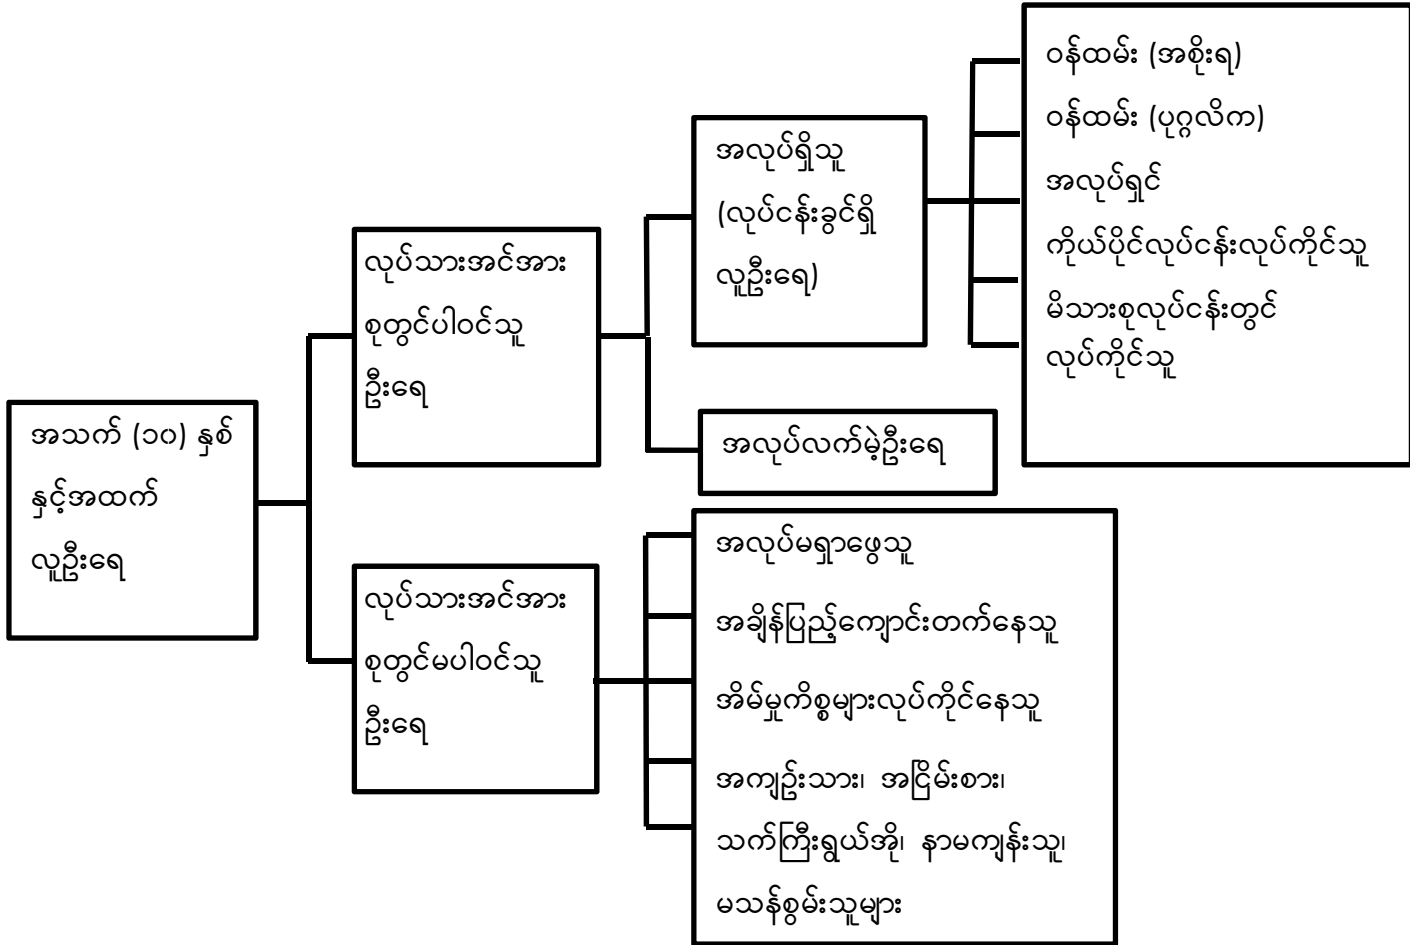 အသက် (၁၀) နှစ်
နှင့်အထက်
လူဦးရေ
လုပ်သားအင်အား
စုတွင်ပါဝင်သူ
ဦးရေ
လုပ်သားအင်အား
စုတွင်မပါဝင်သူ
ဦးရေ
အလုပ်ရှိသူ
(လုပ်ငန်းခွင်ရှိ
လူဦးရေ)
အလုပ်လက်မဲ့ဦးရေ
ဝန်ထမ်း (အစိုးရ)
ဝန်ထမ်း (ပုဂ္ဂလိက)
အလုပ်ရှင်
ကိုယ်ပိုင်လုပ်ငန်းလုပ်ကိုင်သူ
မိသားစုလုပ်ငန်းတွင်
လုပ်ကိုင်သူ
အလုပ်မရှာဖွေသူ
အချိန်ပြည့်ကျောင်းတက်နေသူ
အိမ်မှုကိစ္စများလုပ်ကိုင်နေသူ
အကျဉ်းသား၊ အငြိမ်းစား၊
သက်ကြီးရွယ်အို၊ နာမကျန်းသူ၊
မသန်စွမ်းသူများ